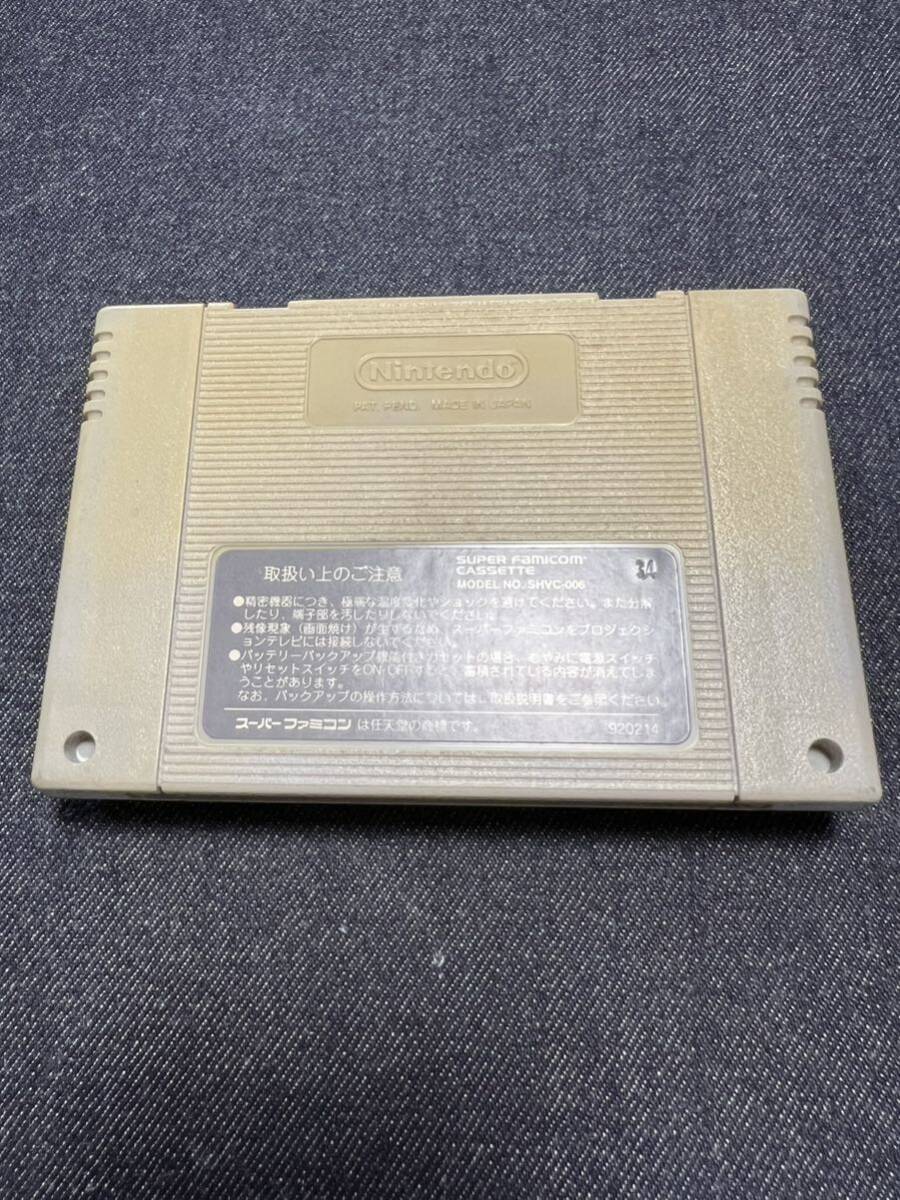 Nintendo
PAT. PEND. MADE IN JAPAN
取扱い上のご注意
SUPER FAMICOM
CASSETTE
MODEL NO. SHVC-006
34
●精密機器につき、極端な温度変化やショックを避けてください。また分解
したり、端子部を汚したりしないでください。
●残像現象(画面焼け)が生ずるため、スーパーファミコンをプロジェクシ
ョンテレビには接続しないでください。
●バッテリーバックアップ機能付カセットの場合、むやみに電源スイッチ
やリセットスイッチをON・OFFすると、蓄積されている内容が消えてしま
うことがあります。
なお、バックアップの操作方法については、取扱説明書をご参照ください。
スーパーファミコン は任天堂の商標です。
920214